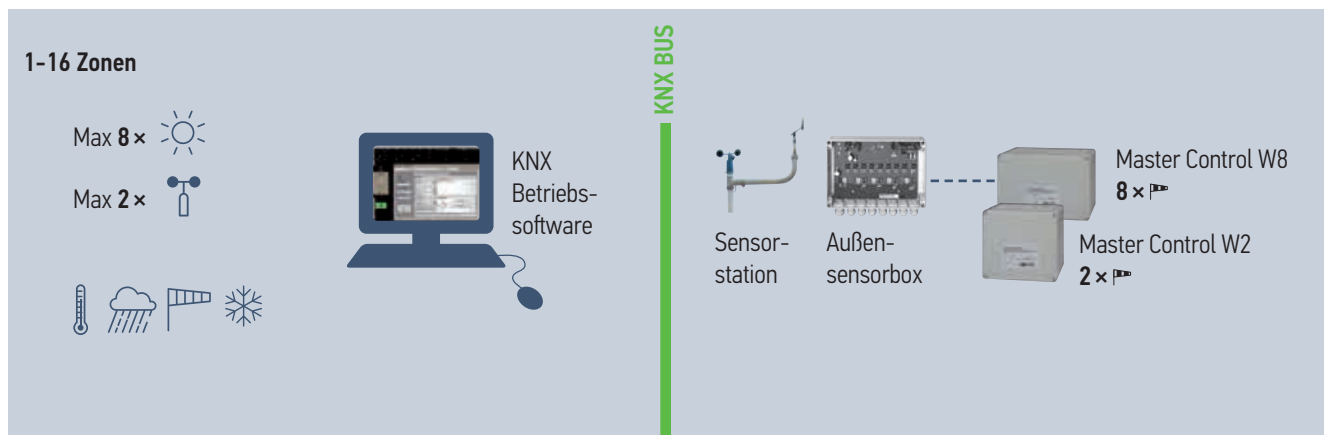 1-16 Zonen
Max 8 ×
Max 2 ×
KNX
Betriebs-
software
KNX BUS
Sensor-
station
Außen-
sensorbox
Master Control W8
8 ×
Master Control W2
2 ×